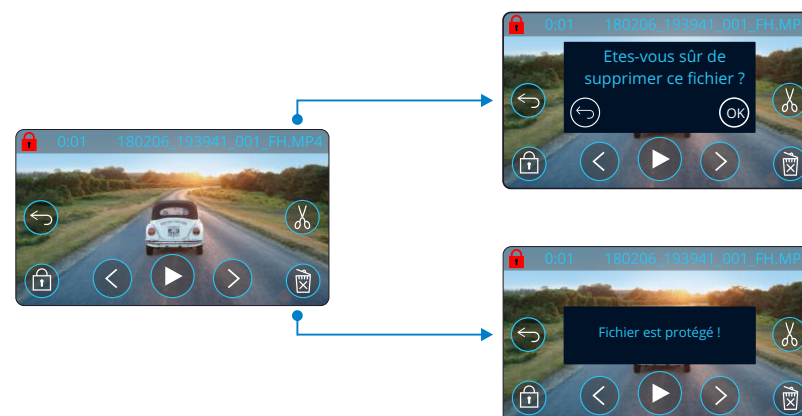 0:01 180206_193941_001_FH.MP4
0:01 180206_193941_001_FH.MP
Etes-vous sûr de
supprimer ce fichier ?
OK
0:01 180206_193941_001_FH.MP
Fichier est protégé !